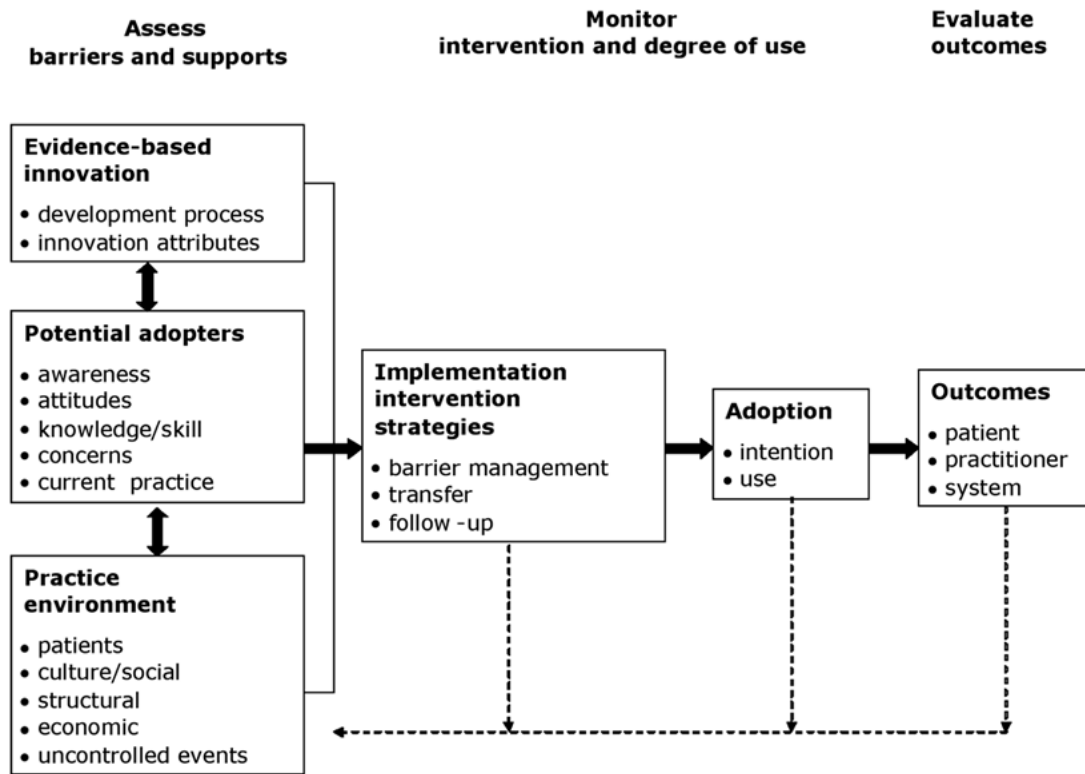 Assess
barriers and supports
Monitor
intervention and degree of use
Evaluate
outcomes
Evidence-based
innovation
• development process
• innovation attributes
Potential adopters
• awareness
• attitudes
• knowledge/skill
• concerns
• current practice
Practice
environment
• patients
• culture/social
• structural
• economic
• uncontrolled events
Implementation
intervention
strategies
• barrier management
• transfer
• follow -up
Adoption
• intention
• use
Outcomes
• patient
• practitioner
• system